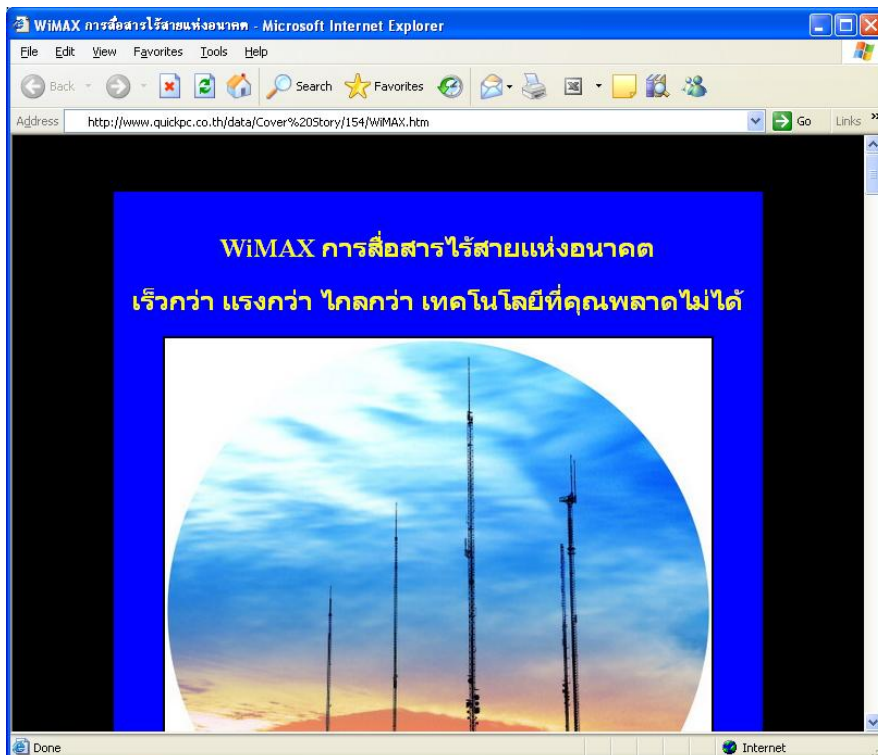 WiMAX การสื่อสารไร้สายแห่งอนาคต - Microsoft Internet Explorer
File Edit View Favorites Tools Help
Back Search Favorites
Address http://www.quickpc.co.th/data/Cover%20Story/154/WiMAX.htm Go Links »
WiMAX การสื่อสารไร้สายแห่งอนาคต
เร็วกว่า แรงกว่า ไกลกว่า เทคโนโลยีที่คุณพลาดไม่ได้
Done Internet